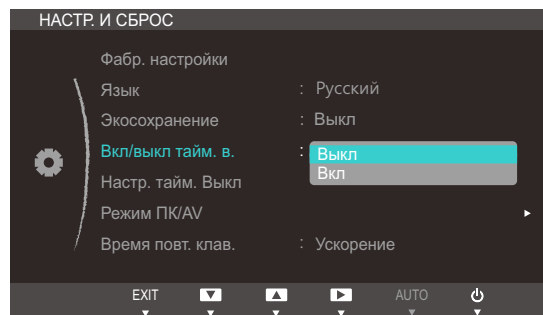 НАСТР. И СБРОС
Фабр. настройки
Язык : Русский
Экосохранение : Выкл
Вкл/выкл тайм. в. : Выкл
Вкл
Настр. тайм. Выкл
Режим ПК/AV
Время повт. клав. : Ускорение
EXIT AUTO